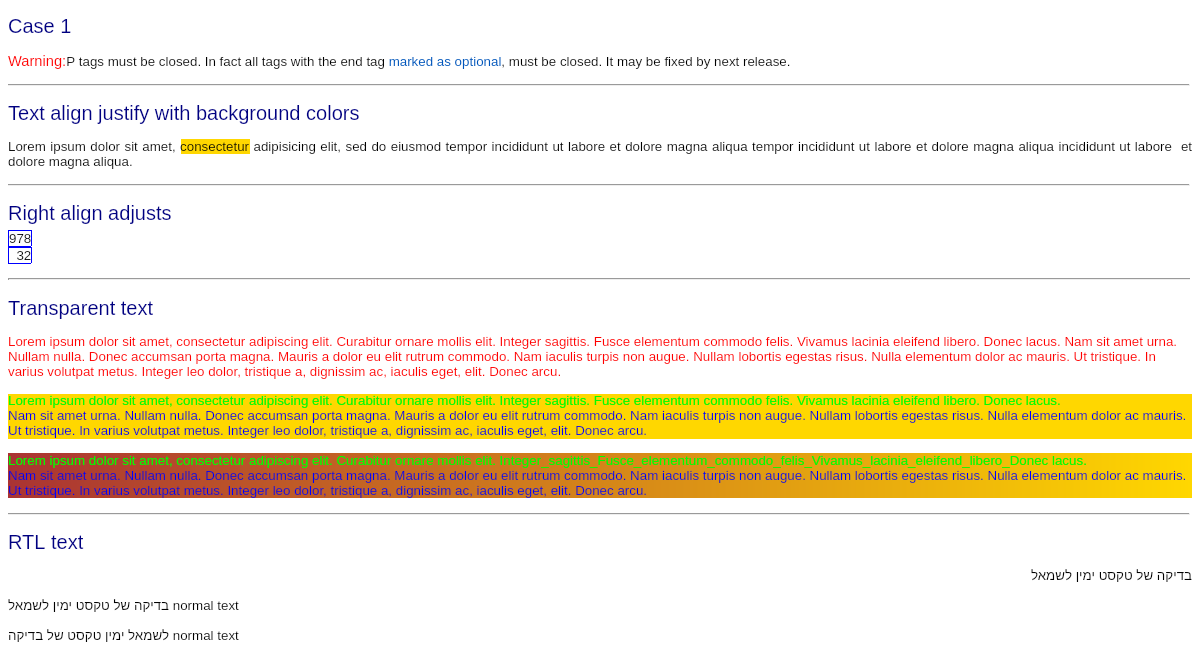 Case 1
Warning:P tags must be closed. In fact all tags with the end tag marked as optional, must be closed. It may be fixed by next release.
Text align justify with background colors
Lorem ipsum dolor sit amet, consectetur adipisicing elit, sed do eiusmod tempor incididunt ut labore et dolore magna aliqua tempor incididunt ut labore et dolore magna aliqua incididunt ut labore et
dolore magna aliqua.
Right align adjusts
978
32
Transparent text
Lorem ipsum dolor sit amet, consectetur adipiscing elit. Curabitur ornare mollis elit. Integer sagittis. Fusce elementum commodo felis. Vivamus lacinia eleifend libero. Donec lacus. Nam sit amet urna.
Nullam nulla. Donec accumsan porta magna. Mauris a dolor eu elit rutrum commodo. Nam iaculis turpis non augue. Nullam lobortis egestas risus. Nulla elementum dolor ac mauris. Ut tristique. In
varius volutpat metus. Integer leo dolor, tristique a, dignissim ac, iaculis eget, elit. Donec arcu.
Lorem ipsum dolor sit amet, consectetur adipiscing elit. Curabitur ornare mollis elit. Integer sagittis. Fusce elementum commodo felis. Vivamus lacinia eleifend libero. Donec lacus.
Nam sit amet urna. Nullam nulla. Donec accumsan porta magna. Mauris a dolor eu elit rutrum commodo. Nam iaculis turpis non augue. Nullam lobortis egestas risus. Nulla elementum dolor ac mauris.
Ut tristique. In varius volutpat metus. Integer leo dolor, tristique a, dignissim ac, iaculis eget, elit. Donec arcu.
Lorem ipsum dolor sit amet, consectetur adipiscing elit. Curabitur ornare mollis elit. Integer_sagittis_Fusce_elementum_commodo_felis_Vivamus_lacinia_eleifend_libero_Donec lacus.
Nam sit amet urna. Nullam nulla. Donec accumsan porta magna. Mauris a dolor eu elit rutrum commodo. Nam iaculis turpis non augue. Nullam lobortis egestas risus. Nulla elementum dolor ac mauris.
Ut tristique. In varius volutpat metus. Integer leo dolor, tristique a, dignissim ac, iaculis eget, elit. Donec arcu.
RTL text
בדיקה של טקסט ימין לשמאל
בדיקה של טקסט ימין לשמאל normal text
לשמאל ימין טקסט של בדיקה normal text